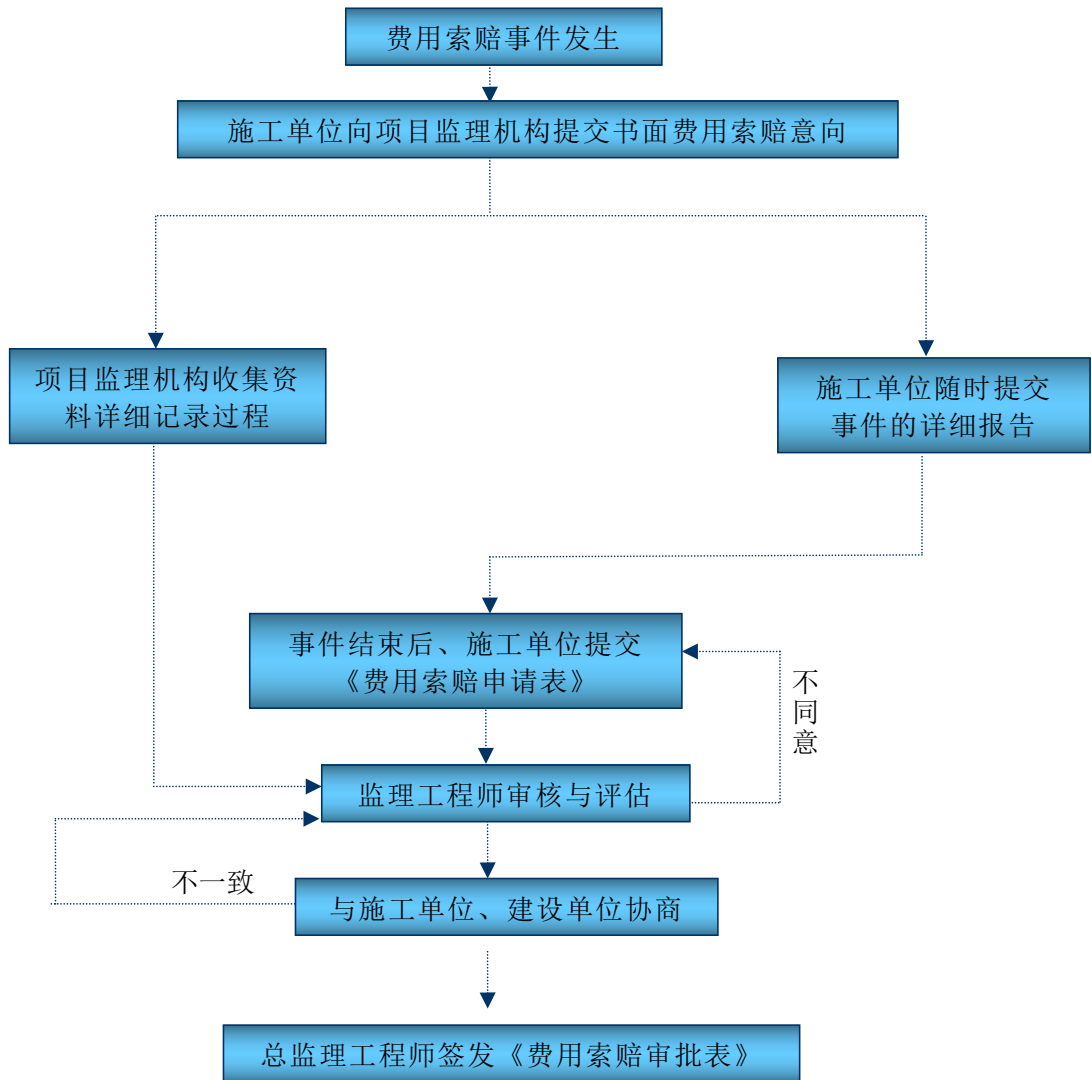 费用索赔事件发生
施工单位向项目监理机构提交书面费用索赔意向
项目监理机构收集资
料详细记录过程
施工单位随时提交
事件的详细报告
事件结束后、施工单位提交
《费用索赔申请表》
不同意
监理工程师审核与评估
不一致
与施工单位、建设单位协商
总监理工程师签发《费用索赔审批表》